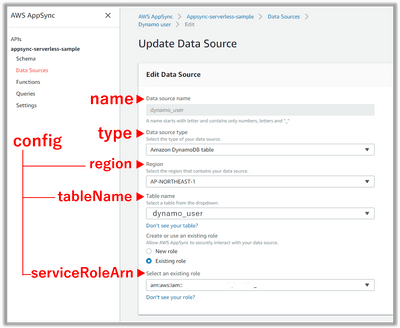 AWS AppSync
×
APIs
appsync-serverless-sample
Schema
Data Sources
Functions
Queries
Settings
AWS AppSync > Appsync-serverless-sample > Data Sources >
Dynamo user > Edit
Update Data Source
Edit Data Source
name
Data source name
dynamo_user
A name starts with letter and contains only numbers, letters and "_"
type
Data source type
Select the type of your data source.
Amazon DynamoDB table
config
region
Region
Select the region that contains your data source.
AP-NORTHEAST-1
tableName
Table name
Select a table from the dropdown.
dynamo_user
Don't see your table?
Create or use an existing role
Allow AWS AppSync to securely interact with your data source.
New role
Existing role
serviceRoleArn
Select an existing role
arn:aws:iam::
Don't see your role?